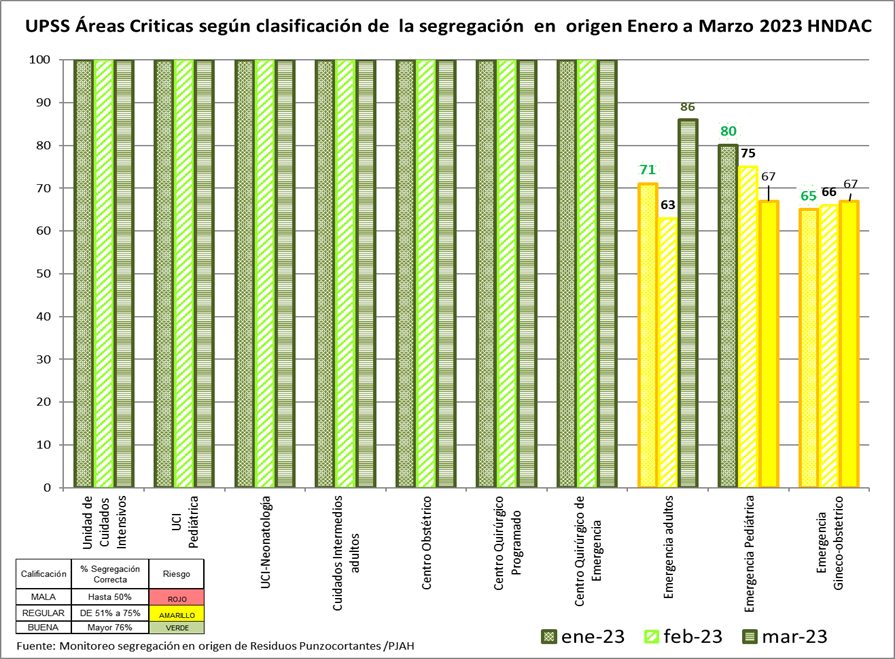 UPSS Áreas Criticas según clasificación de la segregación en origen Enero a Marzo 2023 HNDAC
100
90
80
70
60
50
40
30
20
10
0
71
63
86
80
75
67
65
66
67
Unidad de
Cuidados
Intensivos
UCI
Pediátrica
UCI-Neonatologia
Cuidados Intermedios
adultos
Centro Obstétrico
Centro Quirúrgico
Programado
Centro Quirúrgico de
Emergencia
Emergencia adultos
Emergencia Pediátrica
Emergencia
Gineco-obstetrico
Calificación % Segregación Correcta Riesgo
MALA Hasta 50% ROJO
REGULAR DE 51% a 75% AMARILLO
BUENA Mayor 76% VERDE
ene-23 feb-23 mar-23
Fuente: Monitoreo segregación en origen de Residuos Punzocortantes /PJAH